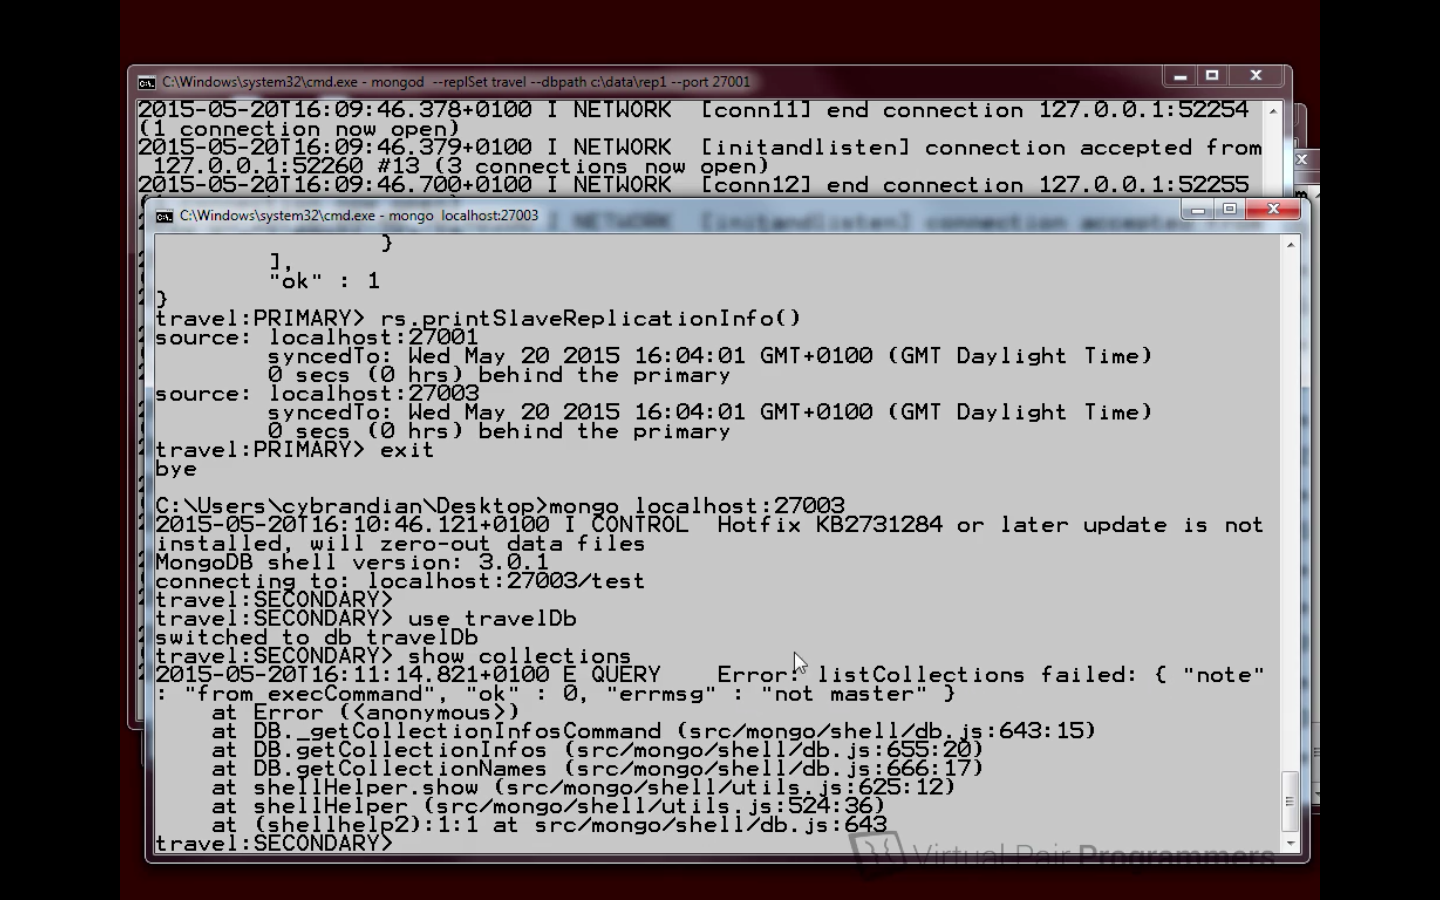 C:\Windows\system32\cmd.exe - mongod  --replSet travel --dbpath c:\data\rep1 --port 27001
2015-05-20T16:09:46.378+0100 I NETWORK  [conn11] end connection 127.0.0.1:52254
(1 connection now open)
2015-05-20T16:09:46.379+0100 I NETWORK  [initandlisten] connection accepted from
127.0.0.1:52260 #13 (3 connections now open)
2015-05-20T16:09:46.700+0100 I NETWORK  [conn12] end connection 127.0.0.1:52255
I NETWORK  [initandlisten] connection accepted from
C:\Windows\system32\cmd.exe - mongo  localhost:27003
}
],
"ok" : 1
}
travel:PRIMARY> rs.printSlaveReplicationInfo()
source: localhost:27001
syncedTo: Wed May 20 2015 16:04:01 GMT+0100 (GMT Daylight Time)
0 secs (0 hrs) behind the primary
source: localhost:27003
syncedTo: Wed May 20 2015 16:04:01 GMT+0100 (GMT Daylight Time)
0 secs (0 hrs) behind the primary
travel:PRIMARY> exit
bye
C:\Users\cybrandian\Desktop>mongo localhost:27003
2015-05-20T16:10:46.121+0100 I CONTROL  Hotfix KB2731284 or later update is not
installed, will zero-out data files
MongoDB shell version: 3.0.1
connecting to: localhost:27003/test
travel:SECONDARY>
travel:SECONDARY> use travelDb
switched to db travelDb
travel:SECONDARY> show collections
2015-05-20T16:11:14.821+0100 E QUERY    Error: listCollections failed: { "note"
: "from execCommand", "ok" : 0, "errmsg" : "not master" }
at Error (<anonymous>)
at DB._getCollectionInfosCommand (src/mongo/shell/db.js:643:15)
at DB.getCollectionInfos (src/mongo/shell/db.js:655:20)
at DB.getCollectionNames (src/mongo/shell/db.js:666:17)
at shellHelper.show (src/mongo/shell/utils.js:625:12)
at shellHelper (src/mongo/shell/utils.js:524:36)
at (shellhelp2):1:1 at src/mongo/shell/db.js:643
travel:SECONDARY>
Virtual Pair Programmers